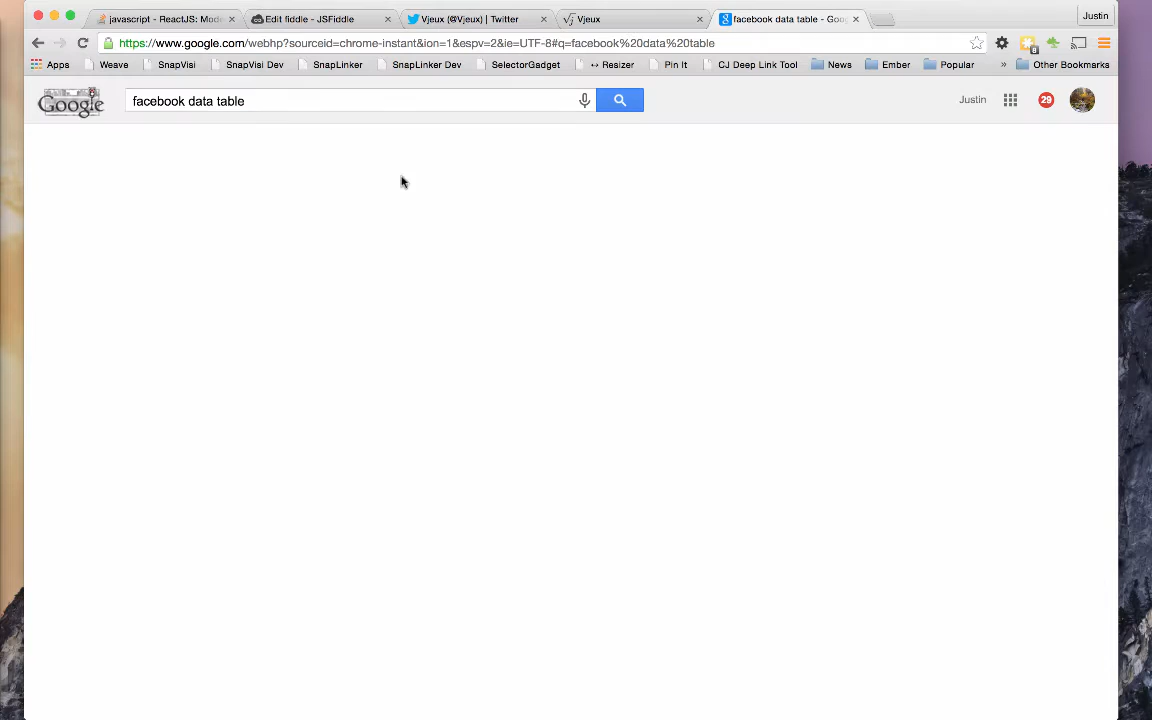 javascript - ReactJS: Mode
Edit fiddle - JSFiddle
Vjeux (@Vjeux) | Twitter
Vjeux
facebook data table - Goo
Justin
https://www.google.com/webhp?sourceid=chrome-instant&ion=1&espv=2&ie=UTF-8#q=facebook%20data%20table
Apps
Weave
SnapVisi
SnapVisi Dev
SnapLinker
SnapLinker Dev
SelectorGadget
↔ Resizer
Pin It
CJ Deep Link Tool
News
Ember
Popular
»
Other Bookmarks
Google
facebook data table
Justin
29